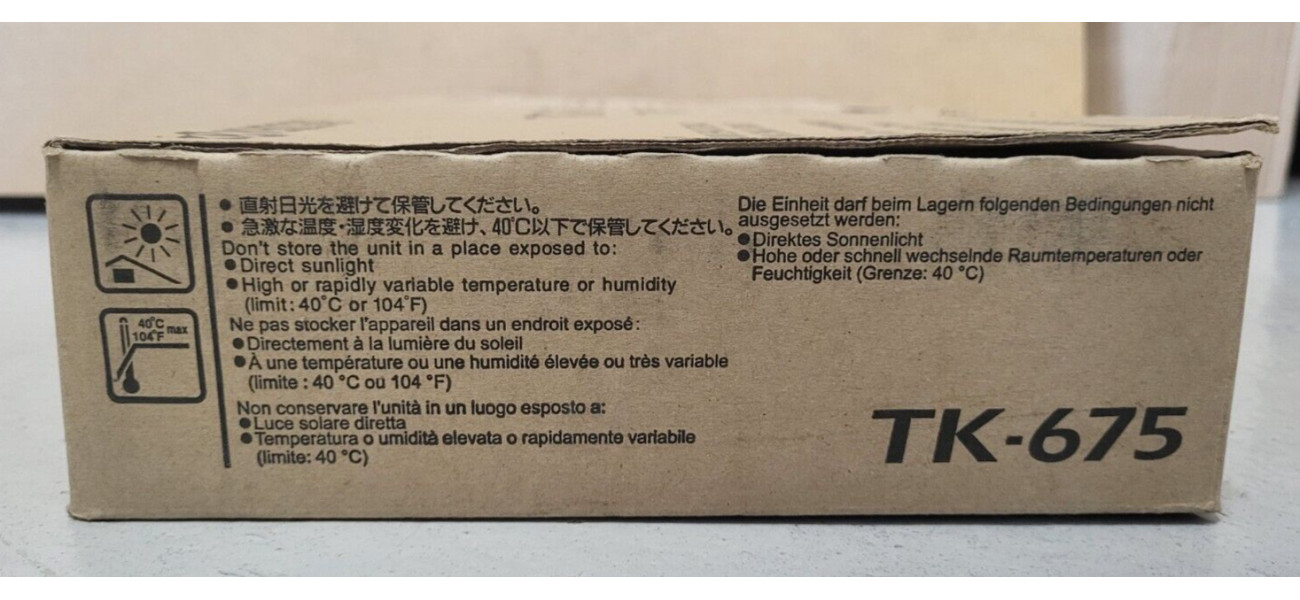 ● 直射日光を避けて保管してください。
● 急激な温度・湿度変化を避け、40℃以下で保管してください。
Don't store the unit in a place exposed to:
● Direct sunlight
● High or rapidly variable temperature or humidity
(limit: 40°C or 104°F)
Ne pas stocker l'appareil dans un endroit exposé:
● Directement à la lumière du soleil
● À une température ou une humidité élevée ou très variable
(limite : 40 °C ou 104 °F)
Non conservare l'unità in un luogo esposto a:
● Luce solare diretta
● Temperatura o umidità elevata o rapidamente variabile
(limite: 40 °C)
Die Einheit darf beim Lagern folgenden Bedingungen nicht
ausgesetzt werden:
● Direktes Sonnenlicht
● Hohe oder schnell wechselnde Raumtemperaturen oder
Feuchtigkeit (Grenze: 40 °C)
40°C
104°F max
TK-675